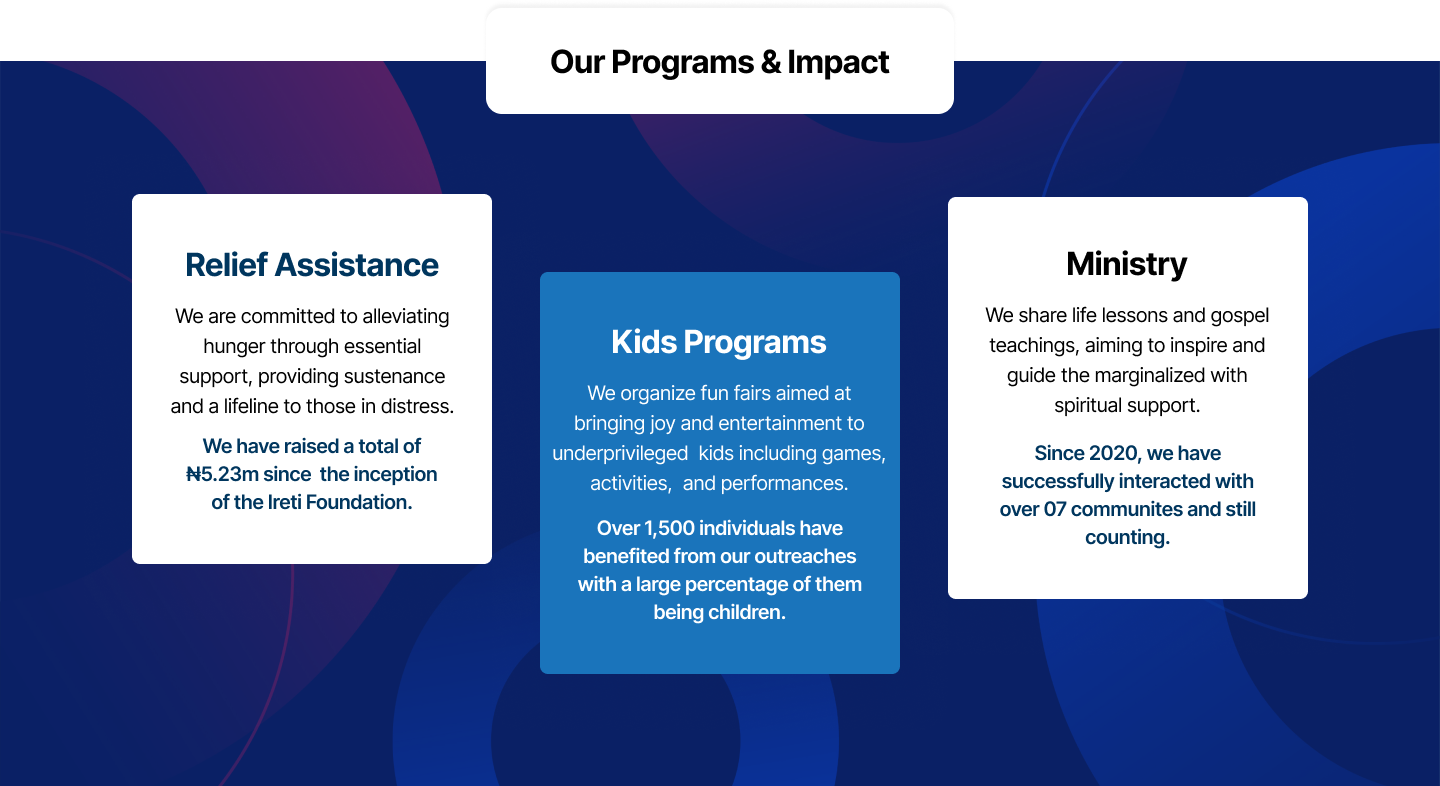 Our Programs & Impact
Relief Assistance
We are committed to alleviating
hunger through essential
support, providing sustenance
and a lifeline to those in distress.
We have raised a total of
₦5.23m since  the inception
of the Ireti Foundation.
Kids Programs
We organize fun fairs aimed at
bringing joy and entertainment to
underprivileged  kids including games,
activities,  and performances.
Over 1,500 individuals have
benefited from our outreaches
with a large percentage of them
being children.
Ministry
We share life lessons and gospel
teachings, aiming to inspire and
guide the marginalized with
spiritual support.
Since 2020, we have
successfully interacted with
over 07 communites and still
counting.